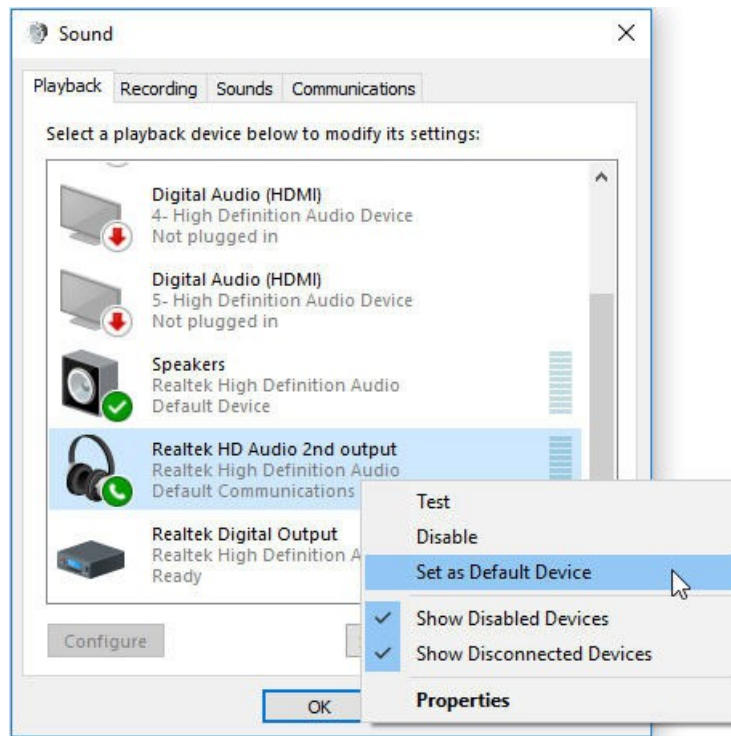 Sound
Playback Recording Sounds Communications
Select a playback device below to modify its settings:
Digital Audio (HDMI)
4- High Definition Audio Device
Not plugged in
Digital Audio (HDMI)
5- High Definition Audio Device
Not plugged in
Speakers
Realtek High Definition Audio
Default Device
Realtek HD Audio 2nd output
Realtek High Definition Audio
Default Communications
Realtek Digital Output
Realtek High Definition A
Ready
Test
Disable
Set as Default Device
Show Disabled Devices
Show Disconnected Devices
Properties
Configure
OK